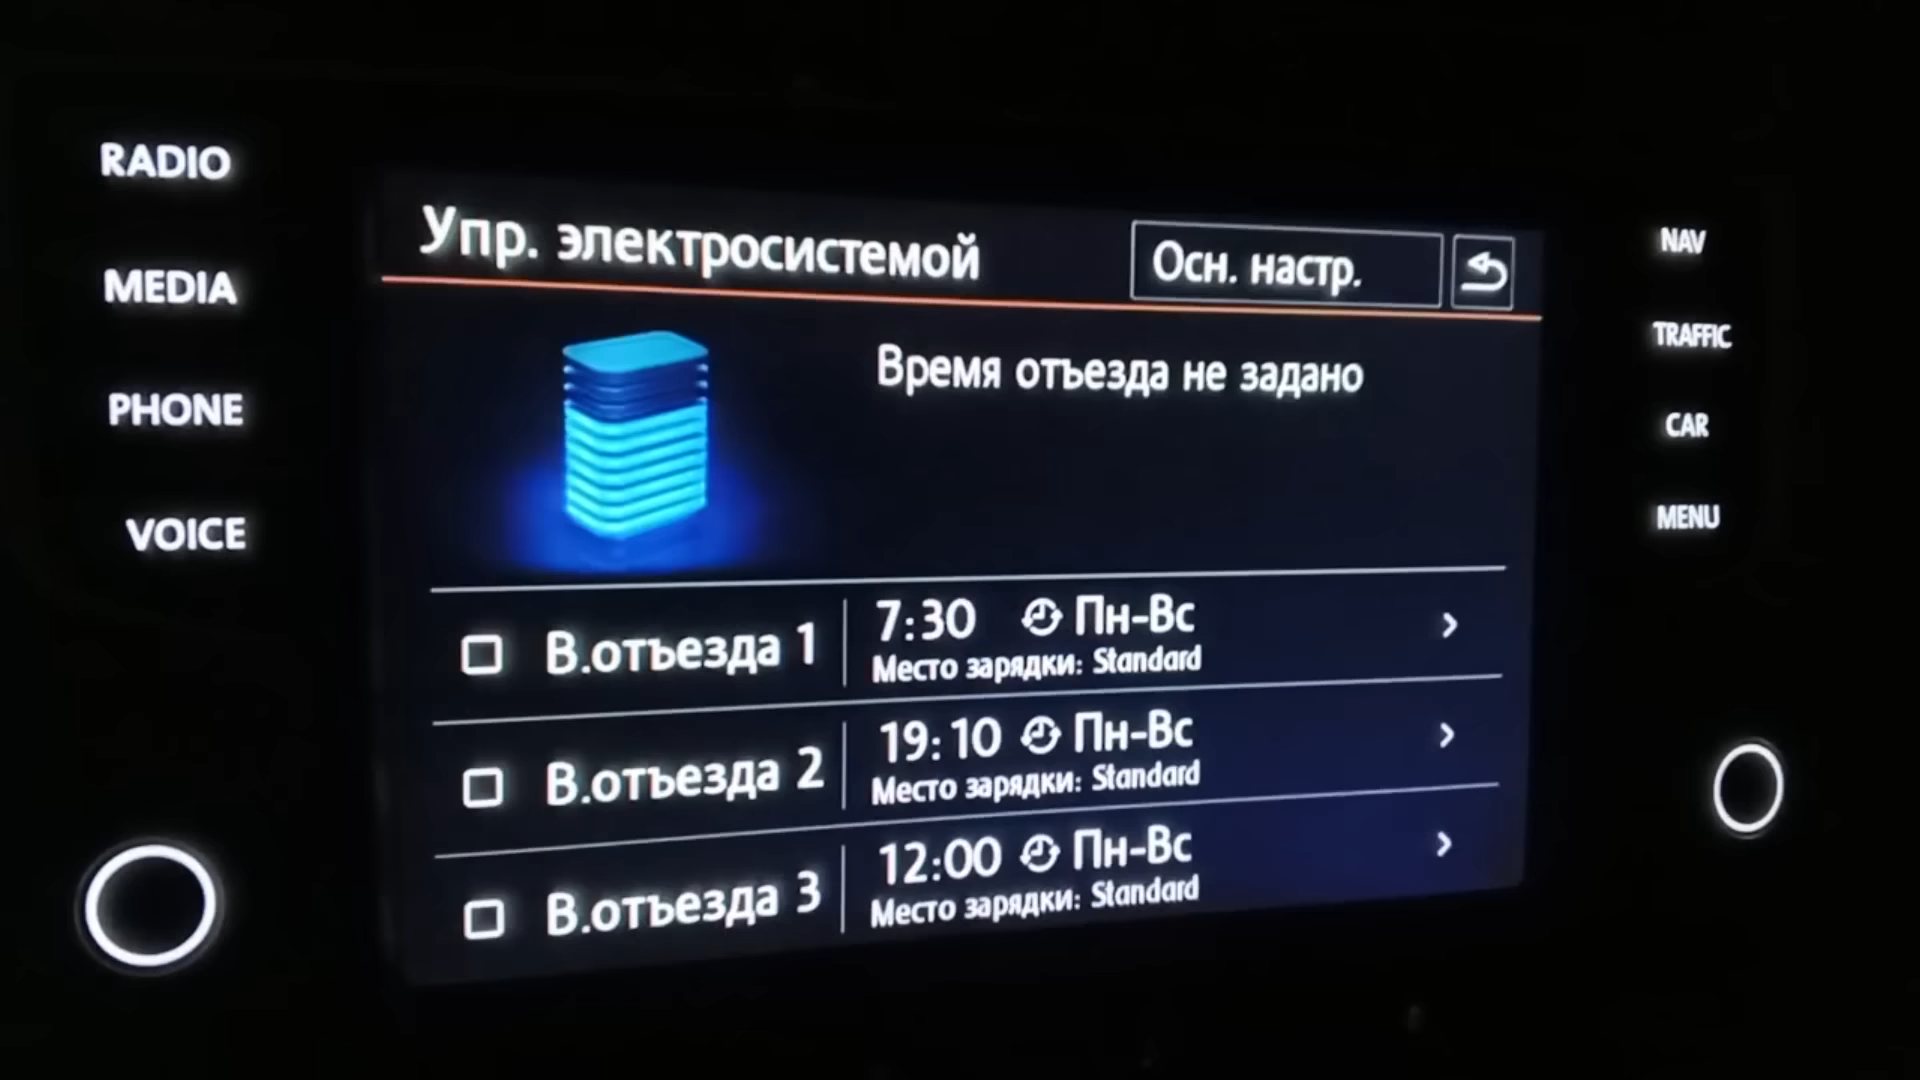 RADIO
MEDIA
PHONE
VOICE
Упр. электросистемой
Осн. настр.
Время отъезда не задано
В.отъезда 1
7:30 Пн-Вс
Место зарядки: Standard
В.отъезда 2
19:10 Пн-Вс
Место зарядки: Standard
В.отъезда 3
12:00 Пн-Вс
Место зарядки: Standard
NAV
TRAFFIC
CAR
MENU